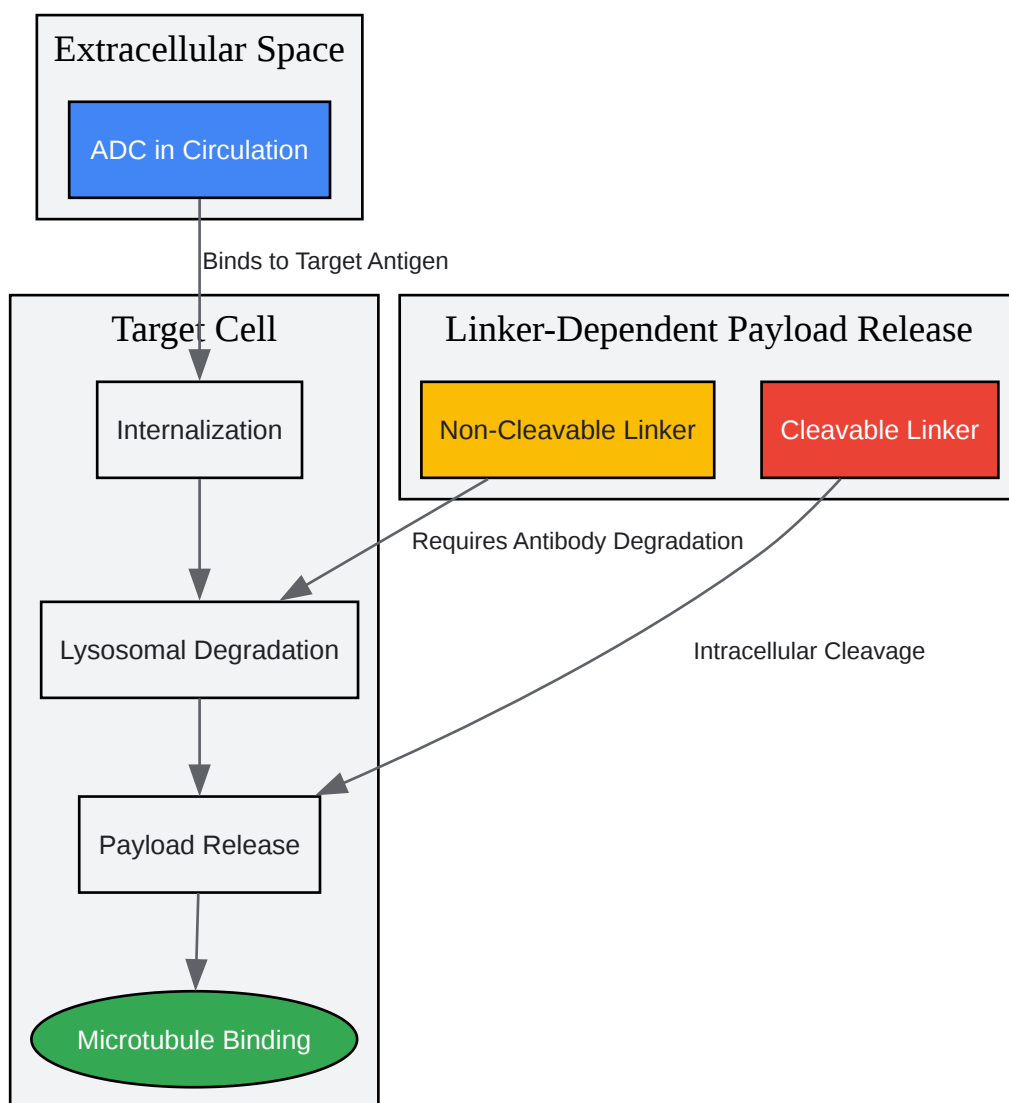 Extracellular Space
ADC in Circulation
Binds to Target Antigen
Target Cell
Linker-Dependent Payload Release
Internalization
Non-Cleavable Linker
Cleavable Linker
Requires Antibody Degradation
Lysosomal Degradation
Intracellular Cleavage
Payload Release
Microtubule Binding